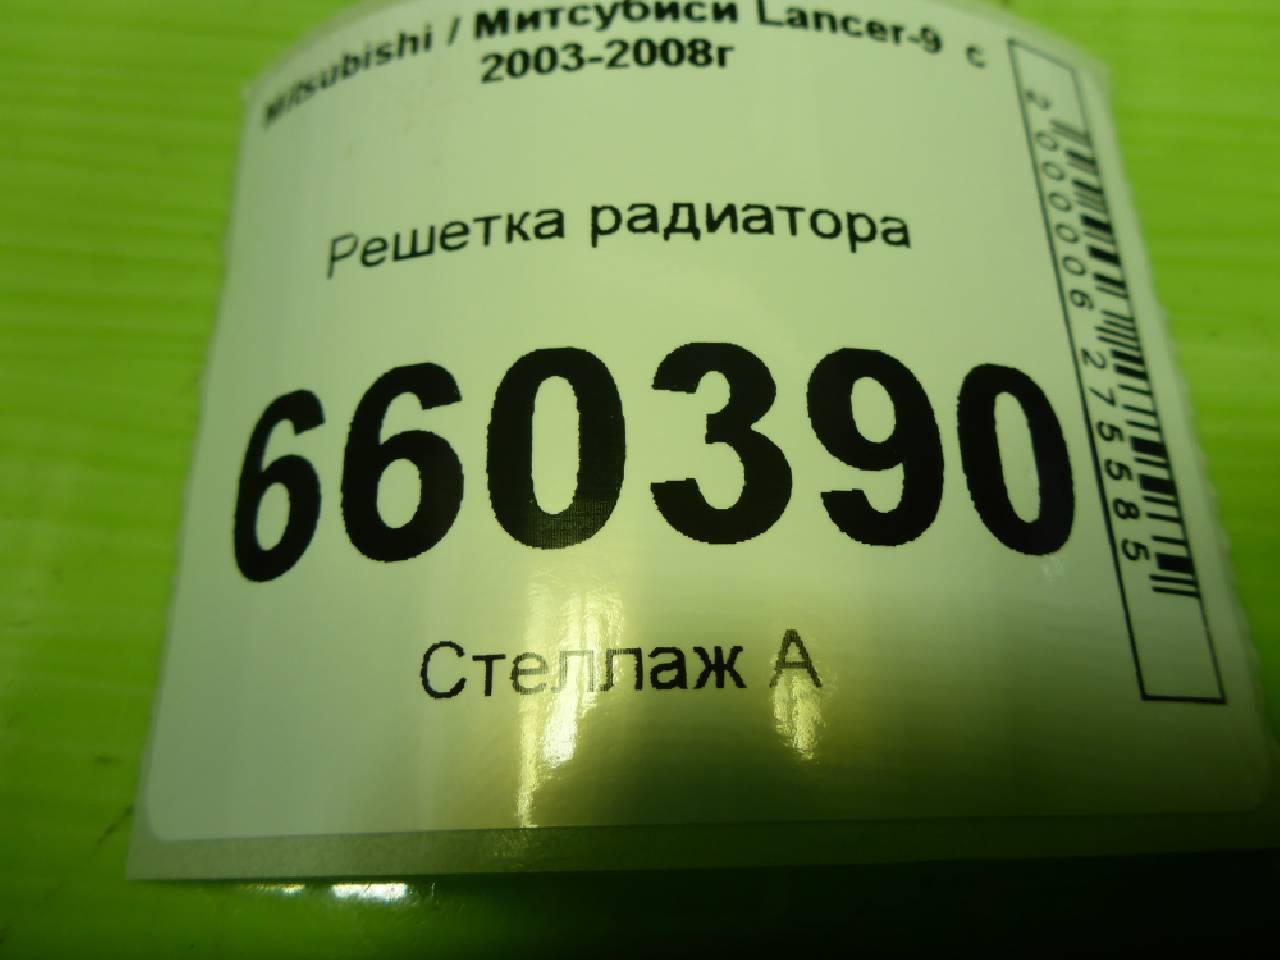 Mitsubishi / Митсубиси Lancer-9 с
2003-2008г
Решетка радиатора
660390
Стеллаж А
2000006275585